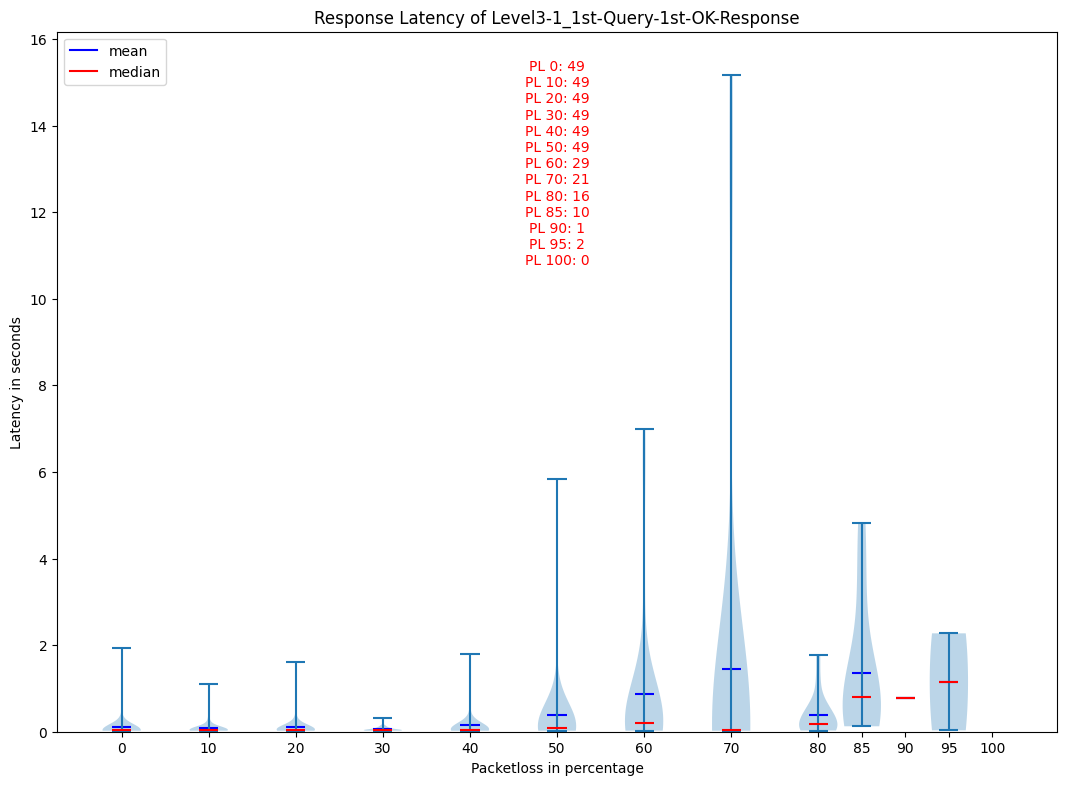 Response Latency of Level3-1_1st-Query-1st-OK-Response
mean
median
PL 0: 49
PL 10: 49
PL 20: 49
PL 30: 49
PL 40: 49
PL 50: 49
PL 60: 29
PL 70: 21
PL 80: 16
PL 85: 10
PL 90: 1
PL 95: 2
PL 100: 0
Latency in seconds
16
14
12
10
8
6
4
2
0
0 10 20 30 40 50 60 70 80 85 90 95 100
Packetloss in percentage